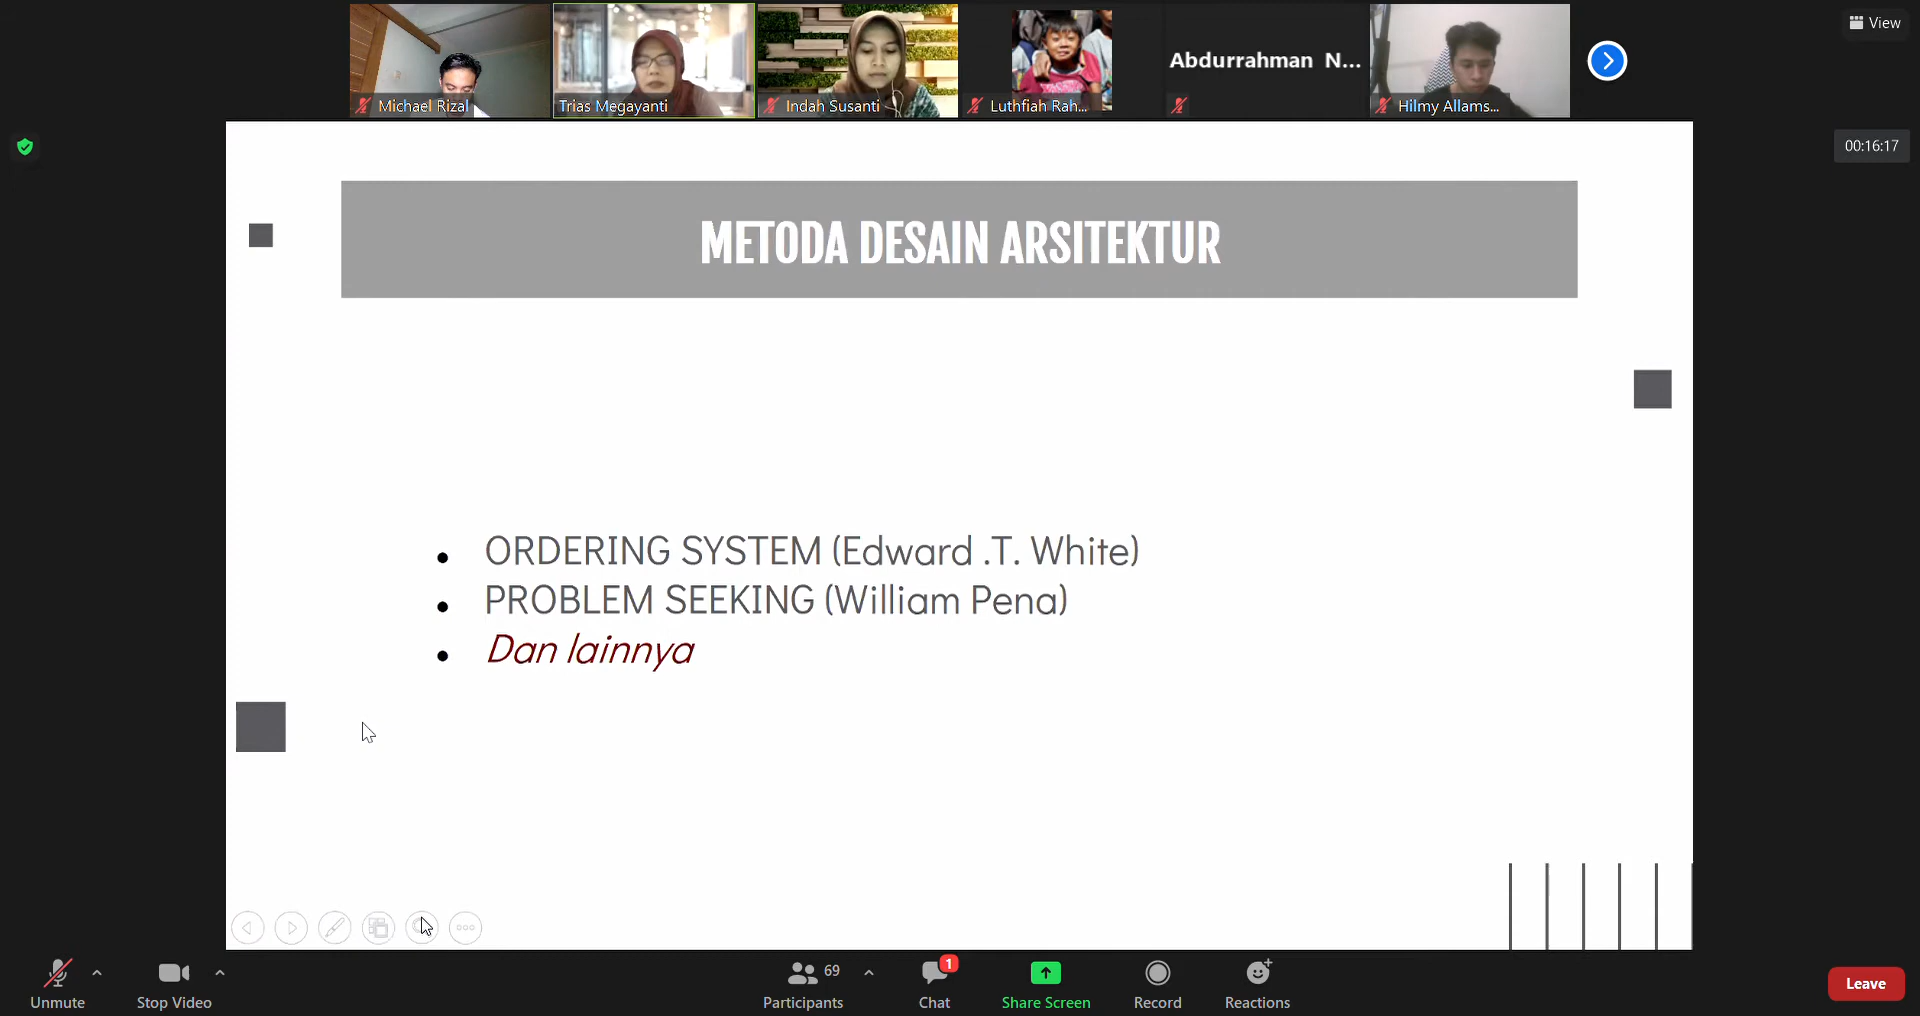 Michael Rizal
Trias Megayanti
Indah Susanti
Luthfiah Rah...
Abdurrahman N...
Hilmy Allams...
View
00:16:17
METODA DESAIN ARSITEKTUR
• ORDERING SYSTEM (Edward .T. White)
• PROBLEM SEEKING (William Pena)
• Dan lainnya
Unmute
Stop Video
69
Participants
1
Chat
Share Screen
Record
Reactions
Leave